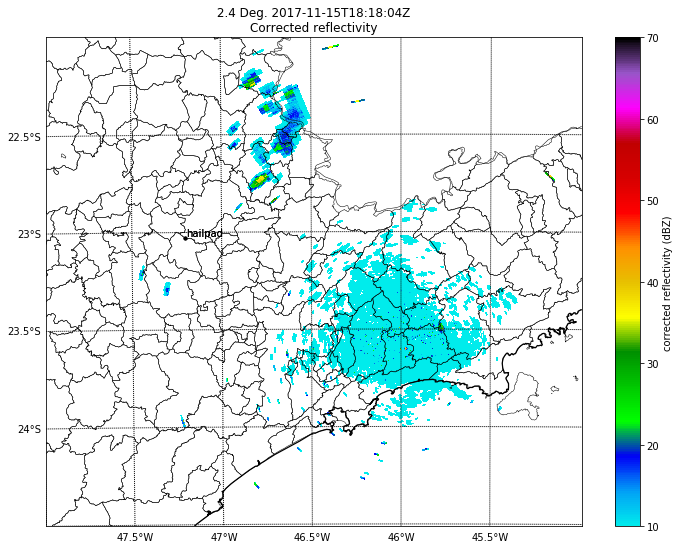 2.4 Deg. 2017-11-15T18:18:04Z
Corrected reflectivity
22.5°S
23°S
23.5°S
24°S
hailpad
47.5°W
47°W
46.5°W
46°W
45.5°W
70
60
50
40
30
20
10
corrected reflectivity (dBZ)